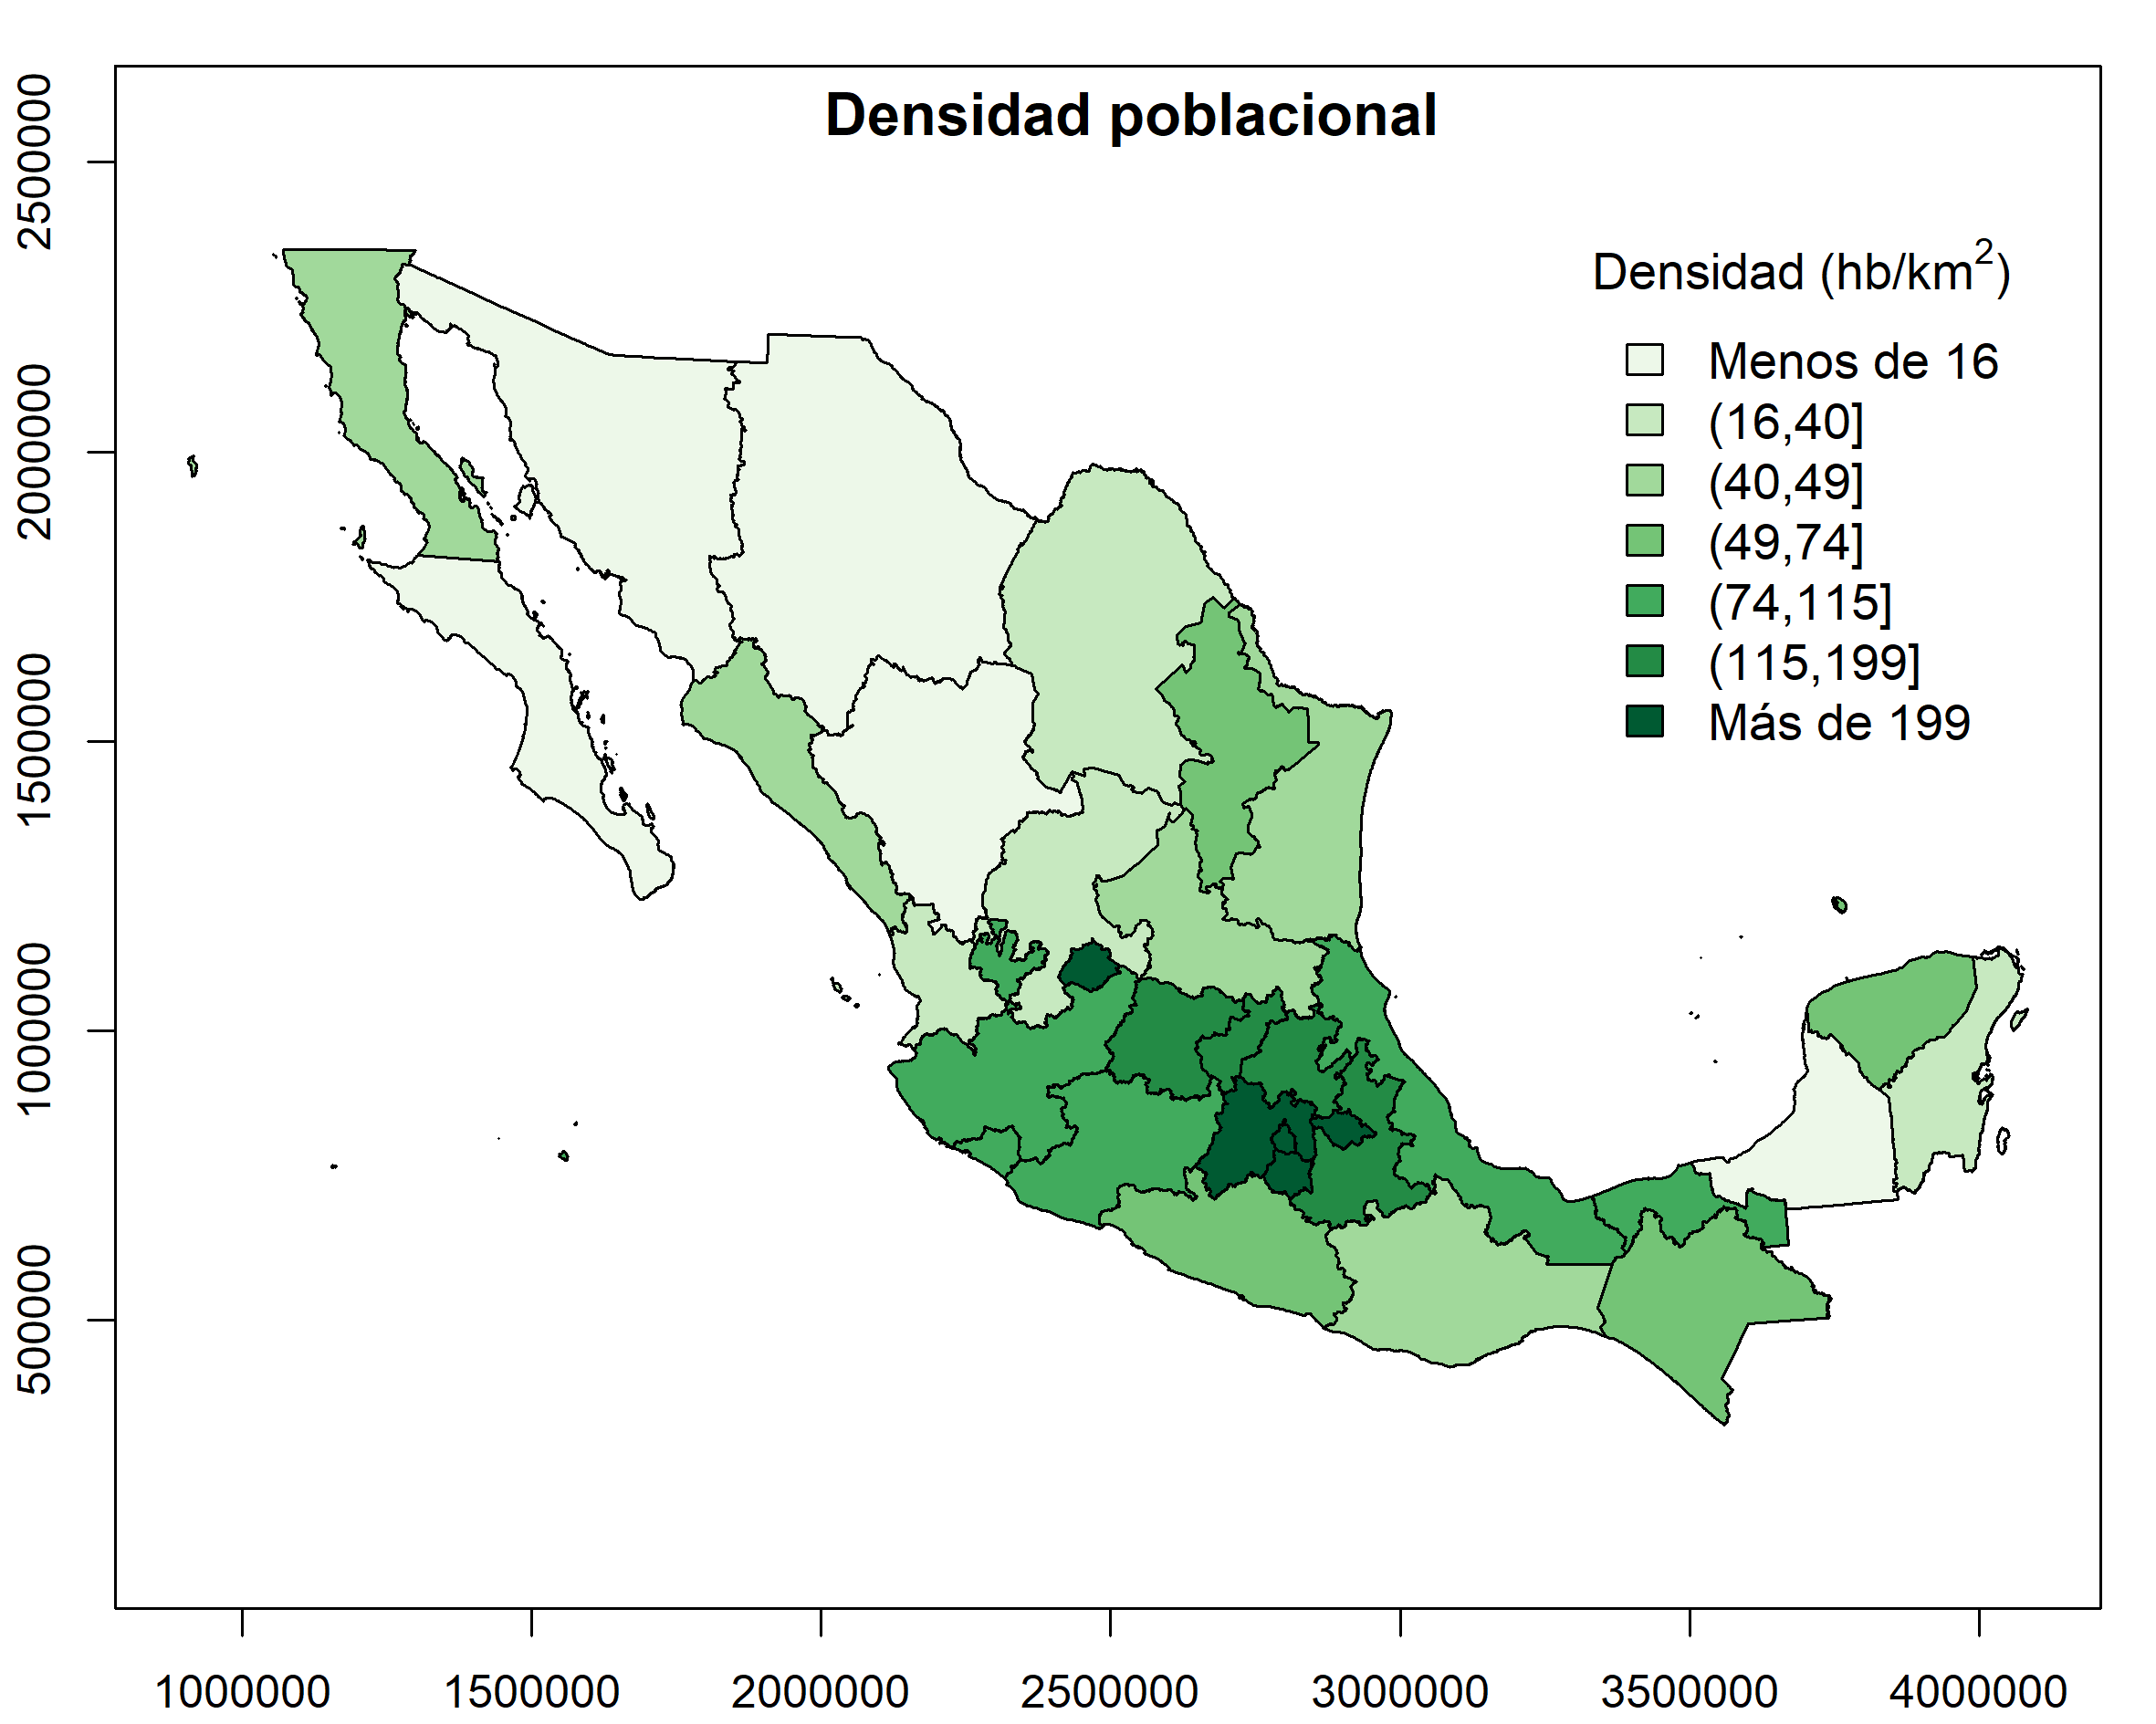 Densidad poblacional
Densidad (hb/km²)
Menos de 16
(16,40]
(40,49]
(49,74]
(74,115]
(115,199]
Más de 199
2500000
2000000
1500000
1000000
500000
1000000 1500000 2000000 2500000 3000000 3500000 4000000